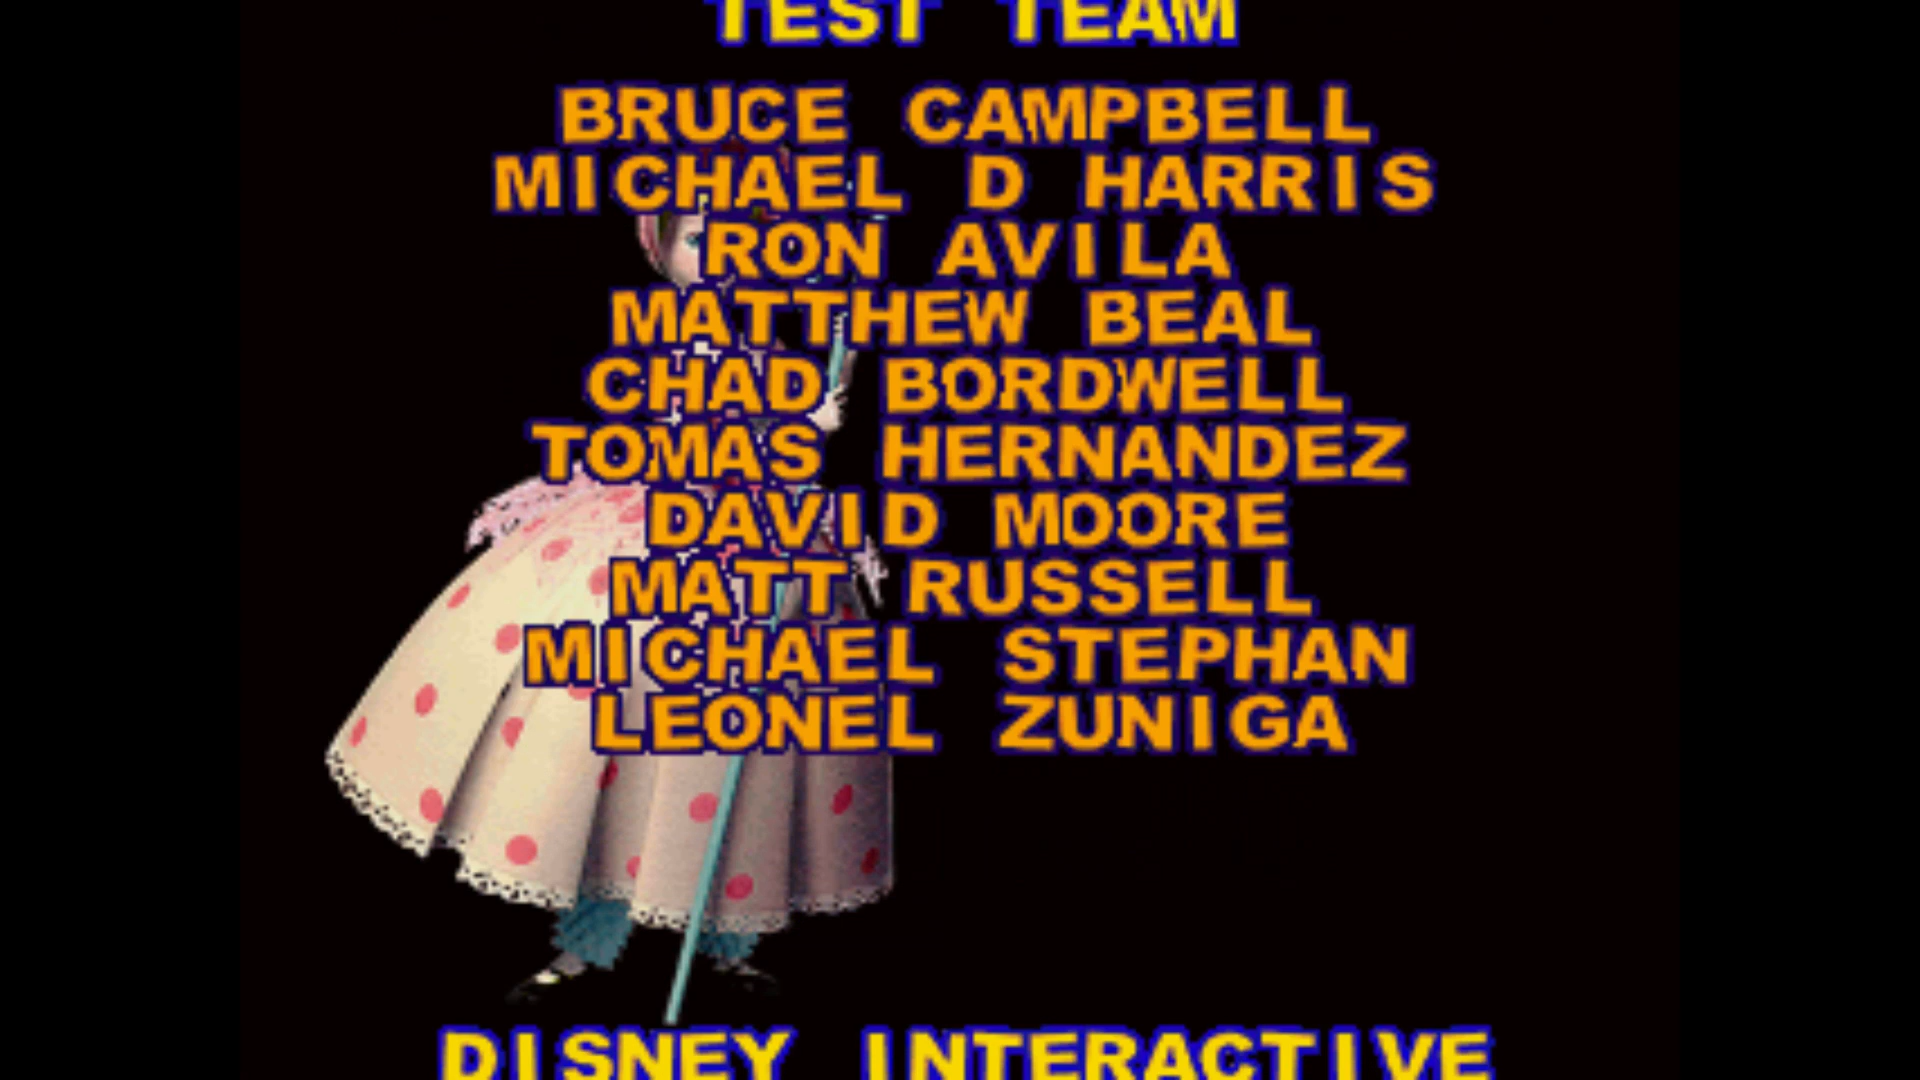 TEST TEAM
BRUCE CAMPBELL
MICHAEL D HARRIS
RON AVILA
MATTHEW BEAL
CHAD BORDWELL
TOMAS HERNANDEZ
DAVID MOORE
MATT RUSSELL
MICHAEL STEPHAN
LEONEL ZUNIGA
DISNEY INTERACTIVE